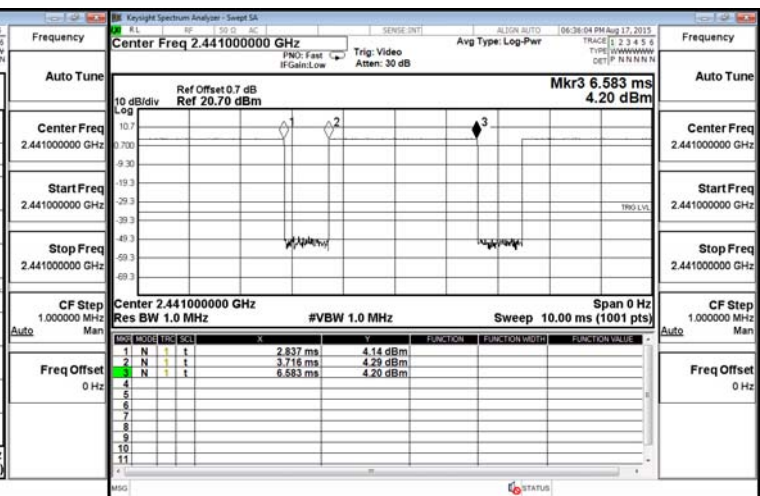 Frequency
Auto Tune
Center Freq
2.441000000 GHz
Start Freq
2.441000000 GHz
Stop Freq
2.441000000 GHz
CF Step
1.000000 MHz
Auto Man
Freq Offset
0 Hz
Keysight Spectrum Analyzer - Swept SA
RL RF 50 Ω AC SENSE:INT ALIGN AUTO 06:36:04 PM Aug 17, 2015
Center Freq 2.441000000 GHz
PNO: Fast
IFGain:Low
Trig: Video
Atten: 30 dB
Avg Type: Log-Pwr
TRACE 1 2 3 4 5 6
TYPE WWWWWW
DET P N N N N N
Ref Offset 0.7 dB
10 dB/div Ref 20.70 dBm
Log
Mkr3 6.583 ms
4.20 dBm
10.7
0.700
-9.30
-19.3
-29.3
-39.3
-49.3
-59.3
-69.3
1
2
3
TRIG LVL
Center 2.441000000 GHz Span 0 Hz
Res BW 1.0 MHz #VBW 1.0 MHz Sweep 10.00 ms (1001 pts)
MKR MODE TRC SCL X Y FUNCTION FUNCTION WIDTH FUNCTION VALUE
1 N 1 t 2.837 ms 4.14 dBm
2 N 1 t 3.716 ms 4.29 dBm
3 N 1 t 6.583 ms 4.20 dBm
4
5
6
7
8
9
10
11
MSG STATUS
Frequency
Auto Tune
Center Freq
2.441000000 GHz
Start Freq
2.441000000 GHz
Stop Freq
2.441000000 GHz
CF Step
1.000000 MHz
Auto Man
Freq Offset
0 Hz